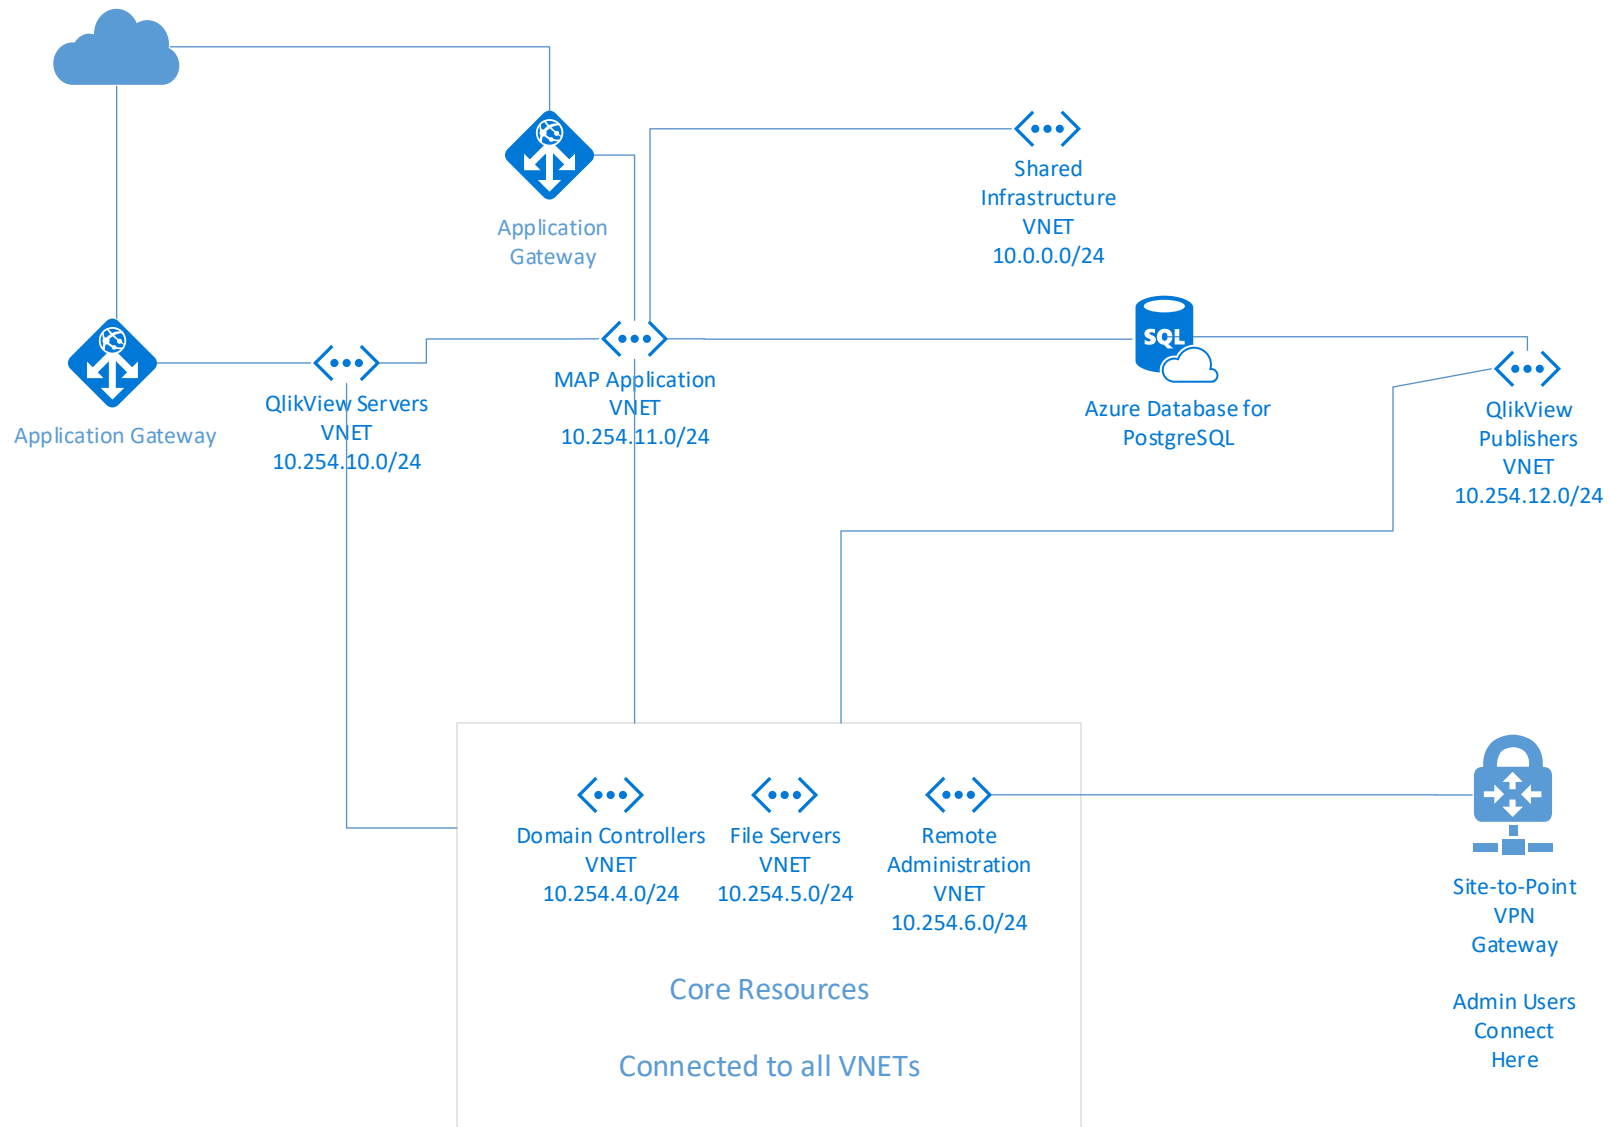 Shared
Infrastructure
VNET
10.0.0.0/24
Application
Gateway
Application Gateway
QlikView Servers
VNET
10.254.10.0/24
MAP Application
VNET
10.254.11.0/24
SQL
Azure Database for
PostgreSQL
QlikView
Publishers
VNET
10.254.12.0/24
Domain Controllers
VNET
10.254.4.0/24
File Servers
VNET
10.254.5.0/24
Remote
Administration
VNET
10.254.6.0/24
Core Resources
Connected to all VNETs
Site-to-Point
VPN
Gateway
Admin Users
Connect
Here